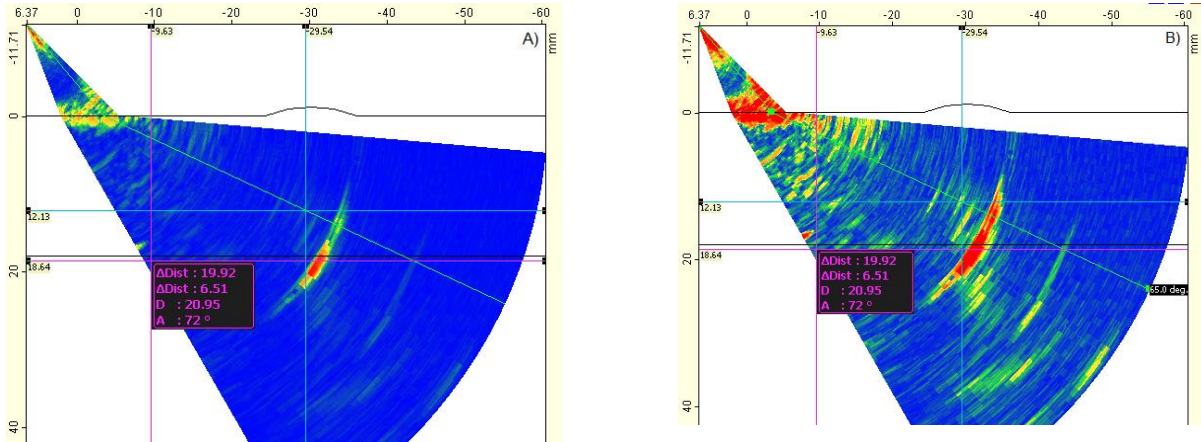 6.37 0 -10 -20 -30 -40 -50 -60
-11.71
mm
-9.63
-29.54
A)
0
12.13
18.64
20
40
ΔDist : 19.92
ΔDist : 6.51
D : 20.95
A : 72 °
6.37 0 -10 -20 -30 -40 -50 -60
-11.71
mm
-9.63
-29.54
B)
0
12.13
18.64
20
40
ΔDist : 19.92
ΔDist : 6.51
D : 20.95
A : 72 °
65.0 deg.